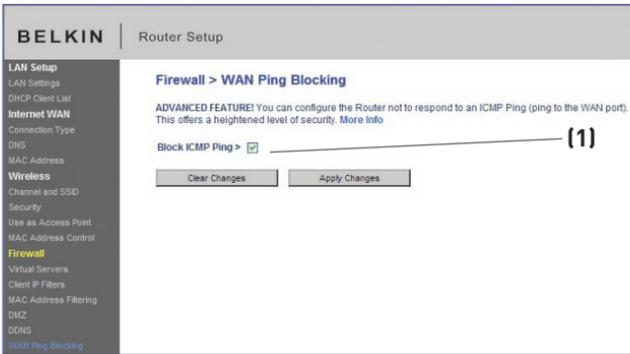 BELKIN | Router Setup
LAN Setup
LAN Settings
DHCP Client List
Internet WAN
Connection Type
DNS
MAC Address
Wireless
Channel and SSID
Security
Use as Access Point
MAC Address Control
Firewall
Virtual Servers
Client IP Filters
MAC Address Filtering
DMZ
DDNS
WAN Ping Blocking
Firewall > WAN Ping Blocking
ADVANCED FEATURE! You can configure the Router not to respond to an ICMP Ping (ping to the WAN port).
This offers a heightened level of security. More Info
Block ICMP Ping >
(1)
Clear Changes
Apply Changes